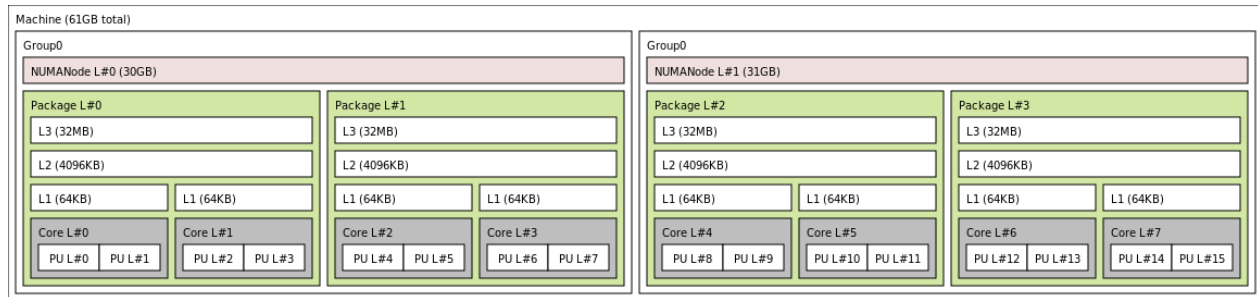 Machine (61GB total)
Group0
NUMANode L#0 (30GB)
Package L#0
L3 (32MB)
L2 (4096KB)
L1 (64KB)
L1 (64KB)
Core L#0
PU L#0
PU L#1
Core L#1
PU L#2
PU L#3
Package L#1
L3 (32MB)
L2 (4096KB)
L1 (64KB)
L1 (64KB)
Core L#2
PU L#4
PU L#5
Core L#3
PU L#6
PU L#7
Group0
NUMANode L#1 (31GB)
Package L#2
L3 (32MB)
L2 (4096KB)
L1 (64KB)
L1 (64KB)
Core L#4
PU L#8
PU L#9
Core L#5
PU L#10
PU L#11
Package L#3
L3 (32MB)
L2 (4096KB)
L1 (64KB)
L1 (64KB)
Core L#6
PU L#12
PU L#13
Core L#7
PU L#14
PU L#15